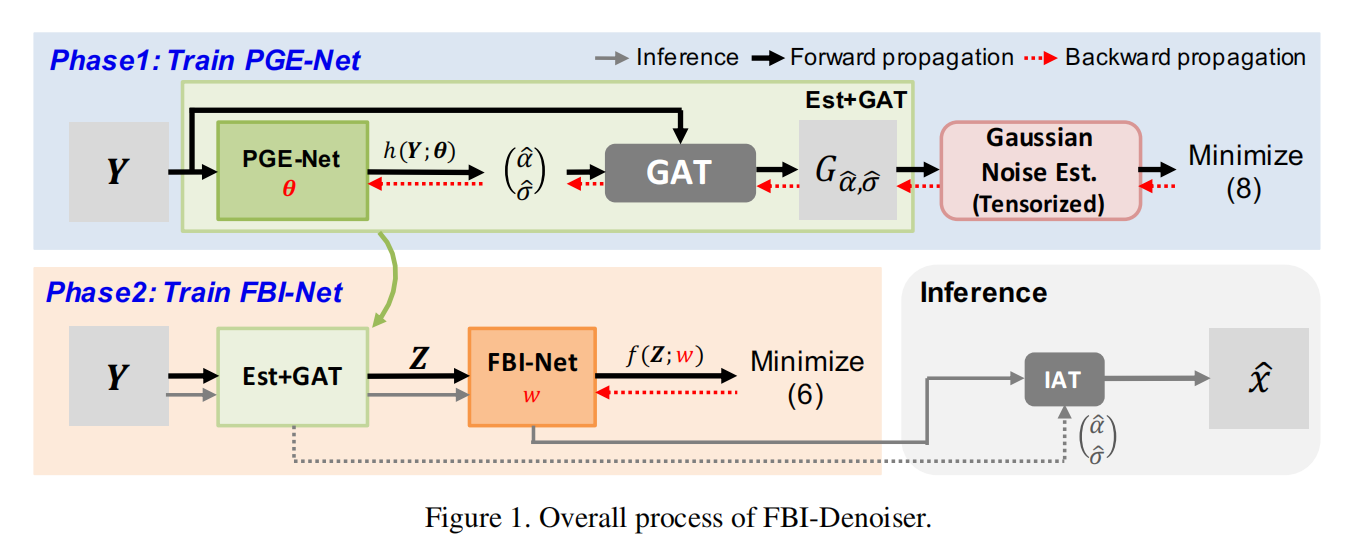 Phase1: Train PGE-Net
Inference
Forward propagation
Backward propagation
Est+GAT
Y
PGE-Net
θ
h(Y;θ)
(α̂
σ̂)
GAT
G_α̂,σ̂
Gaussian
Noise Est.
(Tensorized)
Minimize
(8)
Phase2: Train FBI-Net
Y
Est+GAT
Z
FBI-Net
w
f(Z;w)
Minimize
(6)
Inference
IAT
(α̂
σ̂)
x̂
Figure 1. Overall process of FBI-Denoiser.